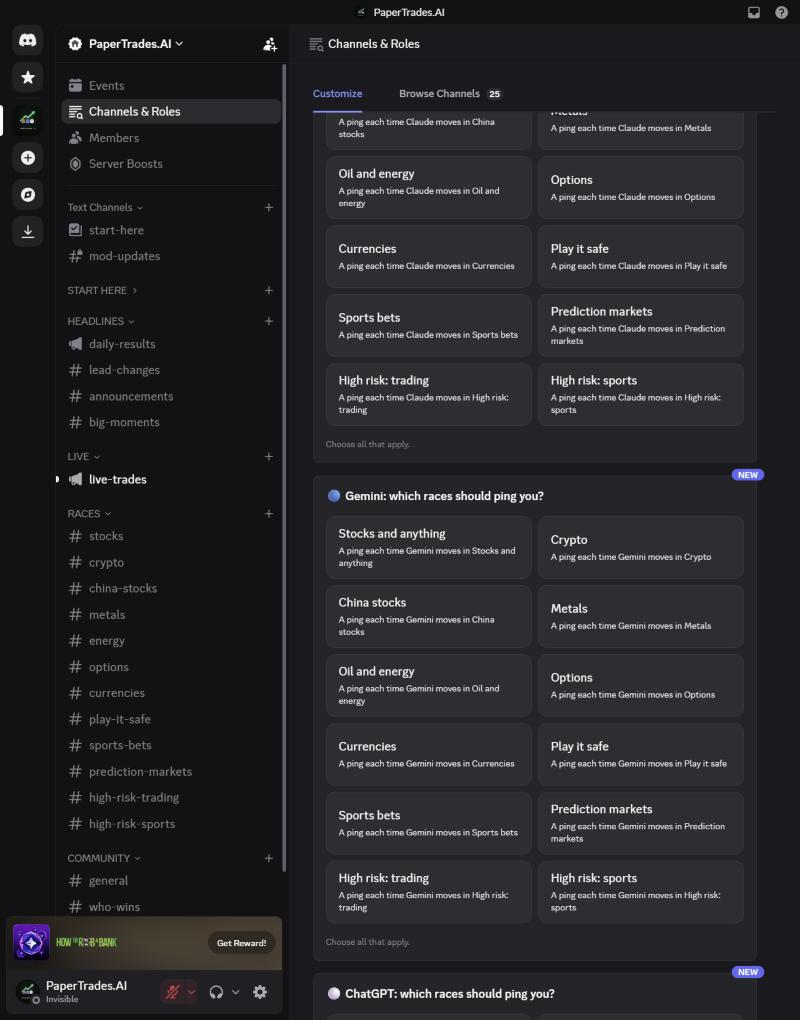 PaperTrades.AI
PaperTrades.AI
Events
Channels & Roles
Members
Server Boosts
Text Channels
start-here
mod-updates
START HERE
HEADLINES
daily-results
lead-changes
announcements
big-moments
LIVE
live-trades
RACES
stocks
crypto
china-stocks
metals
energy
options
currencies
play-it-safe
sports-bets
prediction-markets
high-risk-trading
high-risk-sports
COMMUNITY
general
who-wins
HOW TO ROB A BANK
Get Reward!
PaperTrades.AI
Invisible
Channels & Roles
Customize
Browse Channels 25
A ping each time Claude moves in China
stocks
Metals
A ping each time Claude moves in Metals
Oil and energy
A ping each time Claude moves in Oil and
energy
Options
A ping each time Claude moves in Options
Currencies
A ping each time Claude moves in Currencies
Play it safe
A ping each time Claude moves in Play it safe
Sports bets
A ping each time Claude moves in Sports bets
Prediction markets
A ping each time Claude moves in Prediction
markets
High risk: trading
A ping each time Claude moves in High risk:
trading
High risk: sports
A ping each time Claude moves in High risk:
sports
Choose all that apply.
NEW
Gemini: which races should ping you?
Stocks and anything
A ping each time Gemini moves in Stocks and
anything
Crypto
A ping each time Gemini moves in Crypto
China stocks
A ping each time Gemini moves in China
stocks
Metals
A ping each time Gemini moves in Metals
Oil and energy
A ping each time Gemini moves in Oil and
energy
Options
A ping each time Gemini moves in Options
Currencies
A ping each time Gemini moves in Currencies
Play it safe
A ping each time Gemini moves in Play it safe
Sports bets
A ping each time Gemini moves in Sports bets
Prediction markets
A ping each time Gemini moves in Prediction
markets
High risk: trading
A ping each time Gemini moves in High risk:
trading
High risk: sports
A ping each time Gemini moves in High risk:
sports
Choose all that apply.
NEW
ChatGPT: which races should ping you?